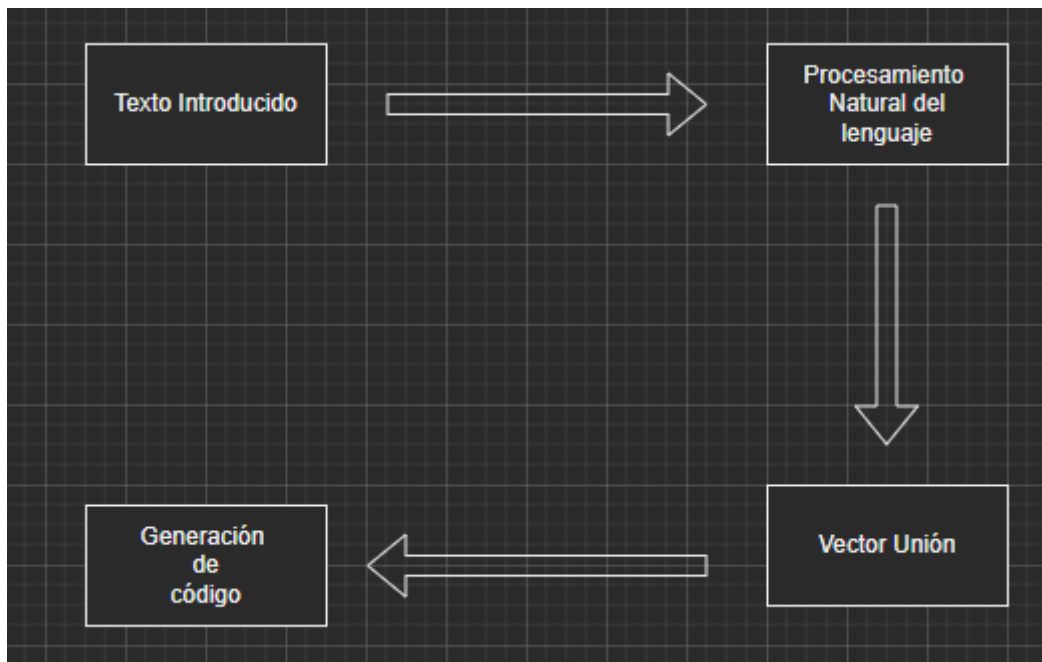 Texto Introducido
Procesamiento
Natural del
lenguaje
Vector Unión
Generación
de
código